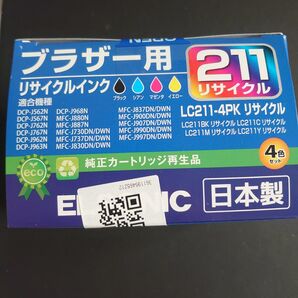 OPEN
ブラザー用
211
リサイクル
リサイクルインク
ブラック シアン マゼンタ イエロー
適合機種
DCP-J562N DCP-J968N
DCP-J567N MFC-J880N
DCP-J762N MFC-J887N
DCP-J767N MFC-J730DN/DWN
DCP-J962N MFC-J737DN/DWN
DCP-J963N MFC-J830DN/DWN
MFC-J837DN/DWN
MFC-J900DN/DWN
MFC-J907DN/DWN
MFC-J990DN/DWN
MFC-J997DN/DWN
LC211-4PK リサイクル
LC211BK リサイクル LC211C リサイクル
LC211M リサイクル LC211Y リサイクル
eco
純正カートリッジ再生品
4色
セット
日本製